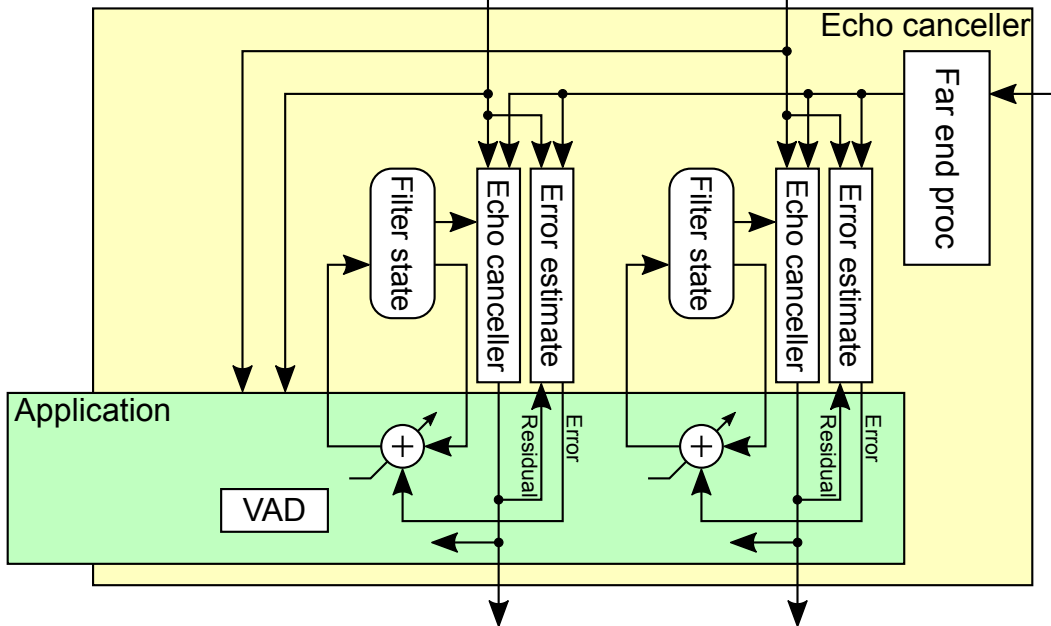 Echo canceller
Far end proc
Filter state
Echo canceller
Error estimate
Filter state
Echo canceller
Error estimate
Application
Residual
Error
Residual
Error
+
+
VAD